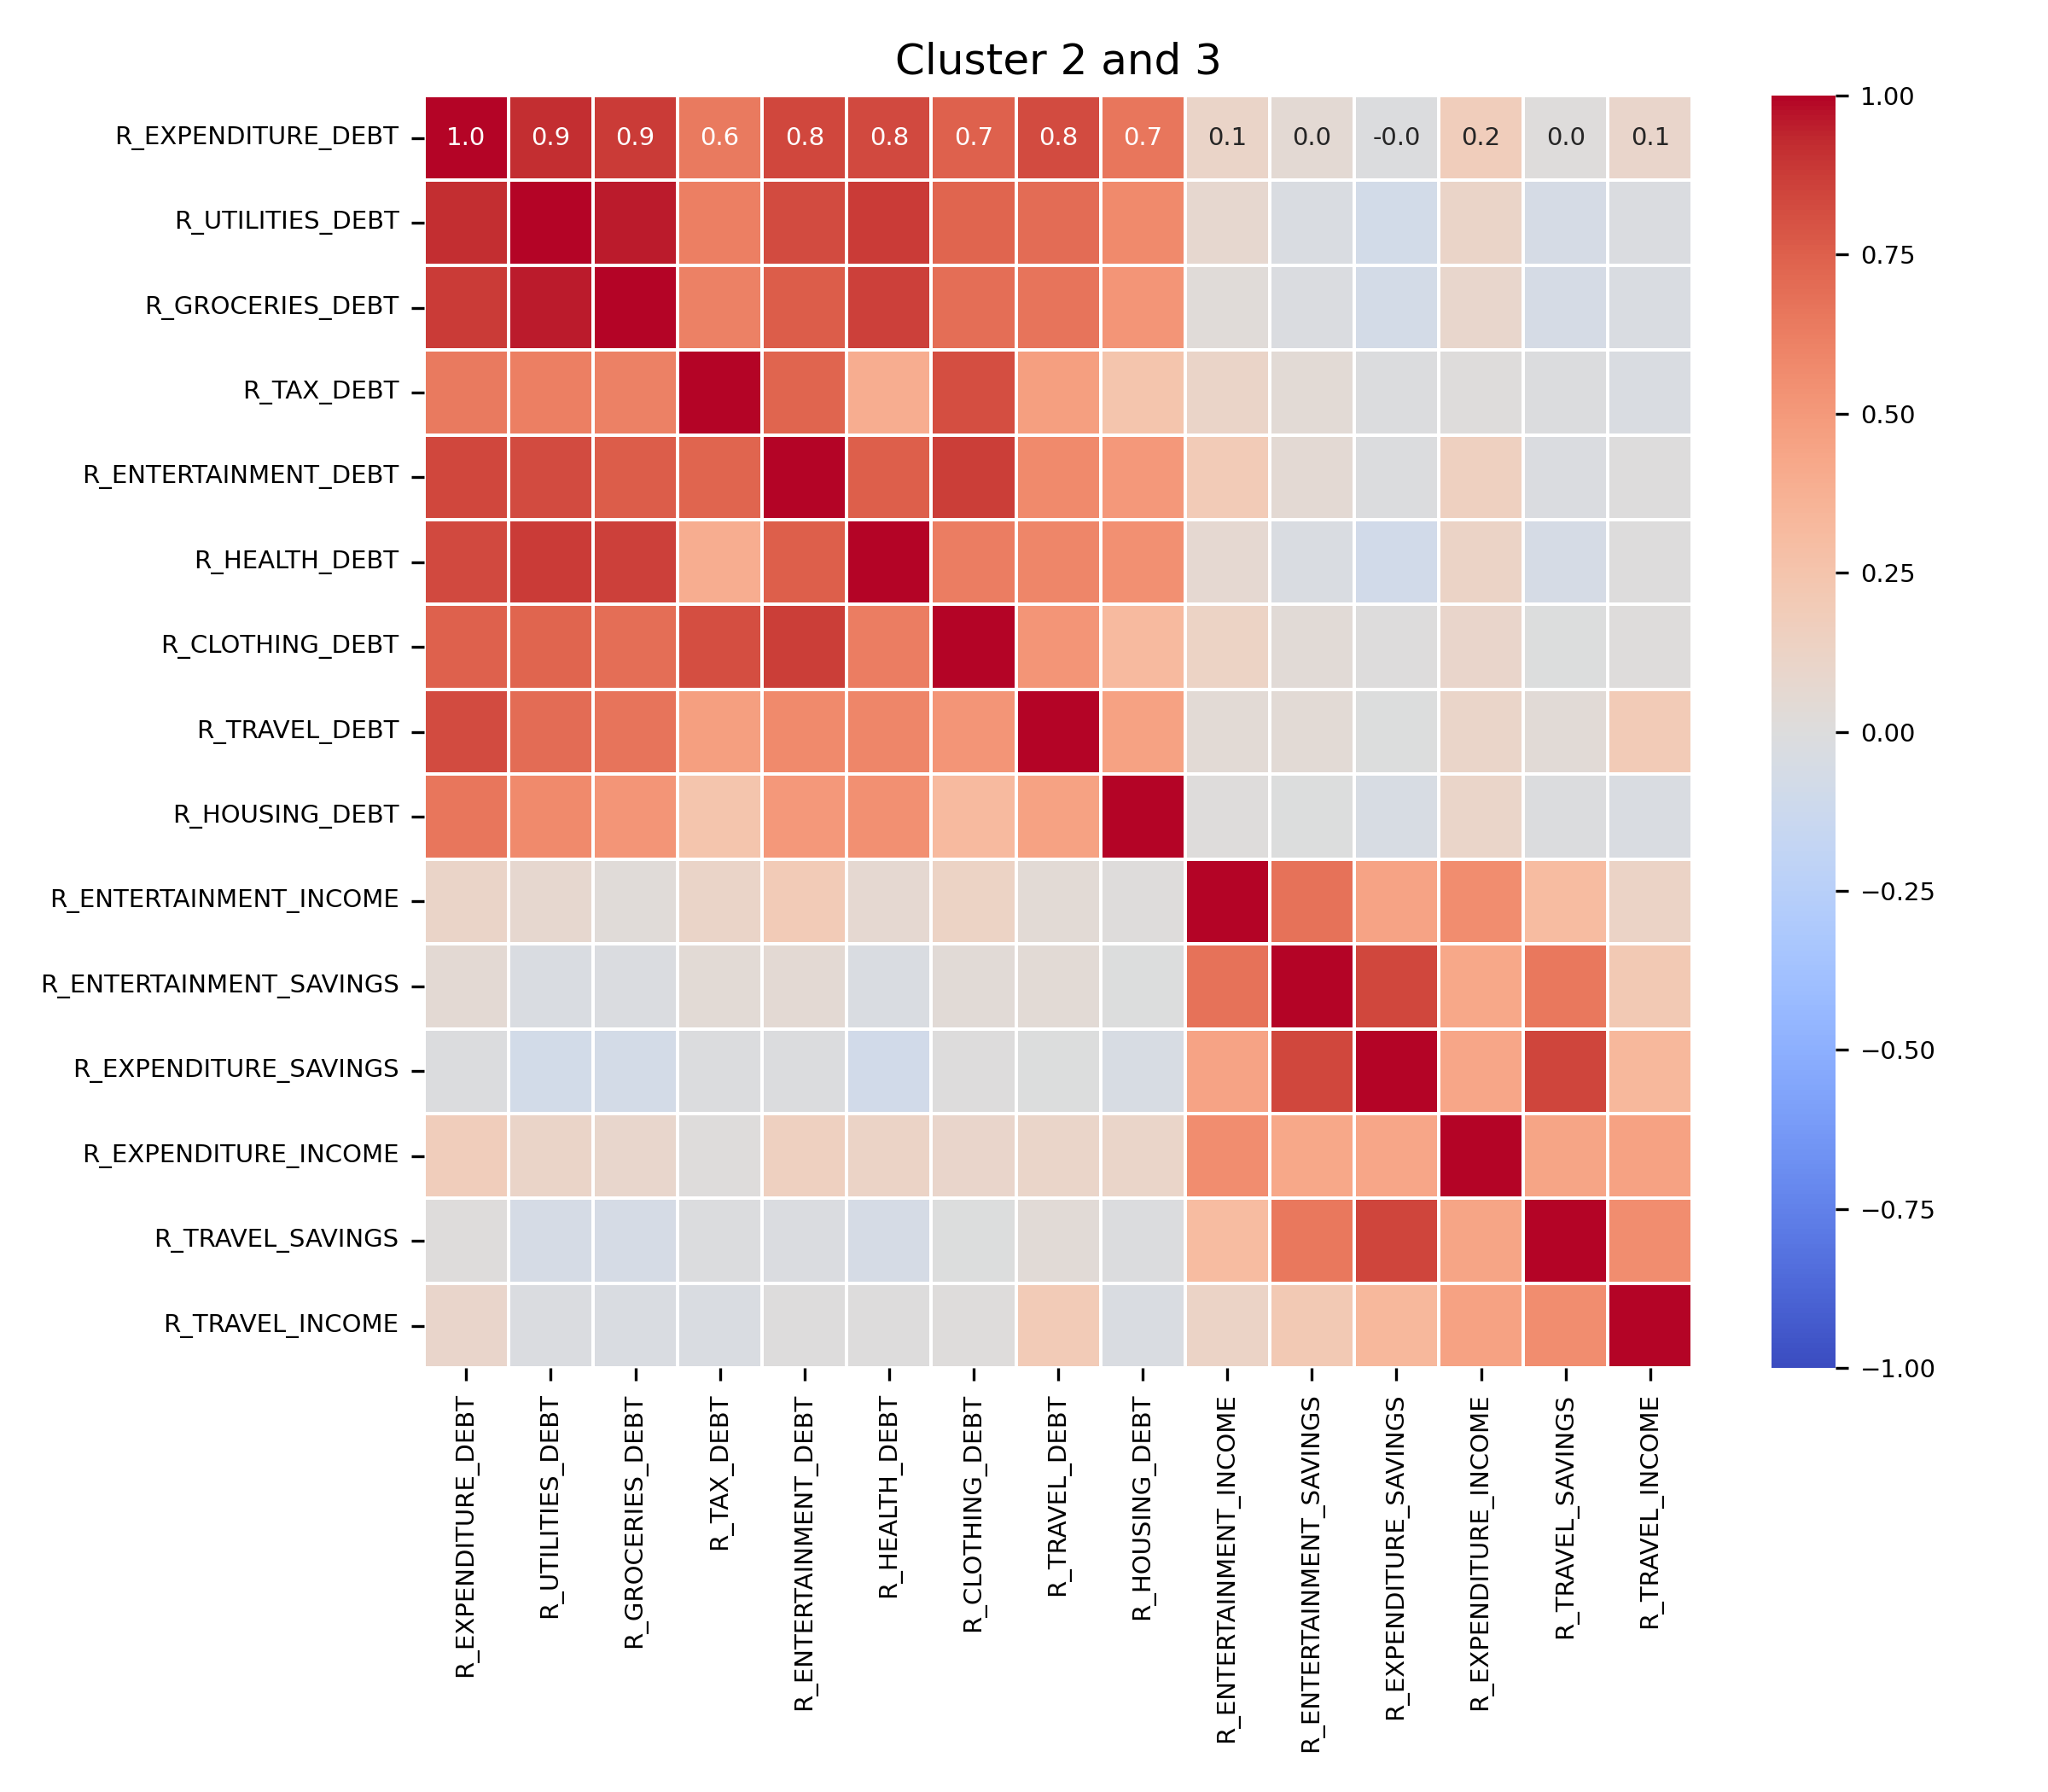 Cluster 2 and 3
R_EXPENDITURE_DEBT 1.0 0.9 0.9 0.6 0.8 0.8 0.7 0.8 0.7 0.1 0.0 -0.0 0.2 0.0 0.1
R_UTILITIES_DEBT
R_GROCERIES_DEBT
R_TAX_DEBT
R_ENTERTAINMENT_DEBT
R_HEALTH_DEBT
R_CLOTHING_DEBT
R_TRAVEL_DEBT
R_HOUSING_DEBT
R_ENTERTAINMENT_INCOME
R_ENTERTAINMENT_SAVINGS
R_EXPENDITURE_SAVINGS
R_EXPENDITURE_INCOME
R_TRAVEL_SAVINGS
R_TRAVEL_INCOME
R_EXPENDITURE_DEBT
R_UTILITIES_DEBT
R_GROCERIES_DEBT
R_TAX_DEBT
R_ENTERTAINMENT_DEBT
R_HEALTH_DEBT
R_CLOTHING_DEBT
R_TRAVEL_DEBT
R_HOUSING_DEBT
R_ENTERTAINMENT_INCOME
R_ENTERTAINMENT_SAVINGS
R_EXPENDITURE_SAVINGS
R_EXPENDITURE_INCOME
R_TRAVEL_SAVINGS
R_TRAVEL_INCOME
1.00
0.75
0.50
0.25
0.00
−0.25
−0.50
−0.75
−1.00